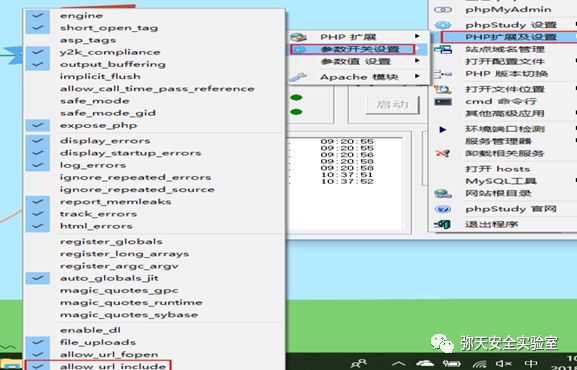 engine
short_open_tag
asp_tags
y2k_compliance
output_buffering
implicit_flush
allow_call_time_pass_reference
safe_mode
safe_mode_gid
expose_php
display_errors
display_startup_errors
log_errors
ignore_repeated_errors
ignore_repeated_source
report_memleaks
track_errors
html_errors
register_globals
register_long_arrays
register_argc_argv
auto_globals_jit
magic_quotes_gpc
magic_quotes_runtime
magic_quotes_sybase
enable_dl
file_uploads
allow_url_fopen
allow_url_include
PHP 扩展
参数开关设置
参数值 设置
Apache 模块
启动
09:20:55
09:20:55
09:20:56
09:20:58
10:37:51
10:37:52
phpMyAdmin
phpStudy 设置
PHP扩展及设置
站点域名管理
打开配置文件
PHP 版本切换
打开文件位置
cmd 命令行
其他高级应用
环境端口检测
服务管理器
卸载相关服务
打开 hosts
MySQL工具
网站根目录
phpStudy 官网
退出程序
弥天安全实验室
中